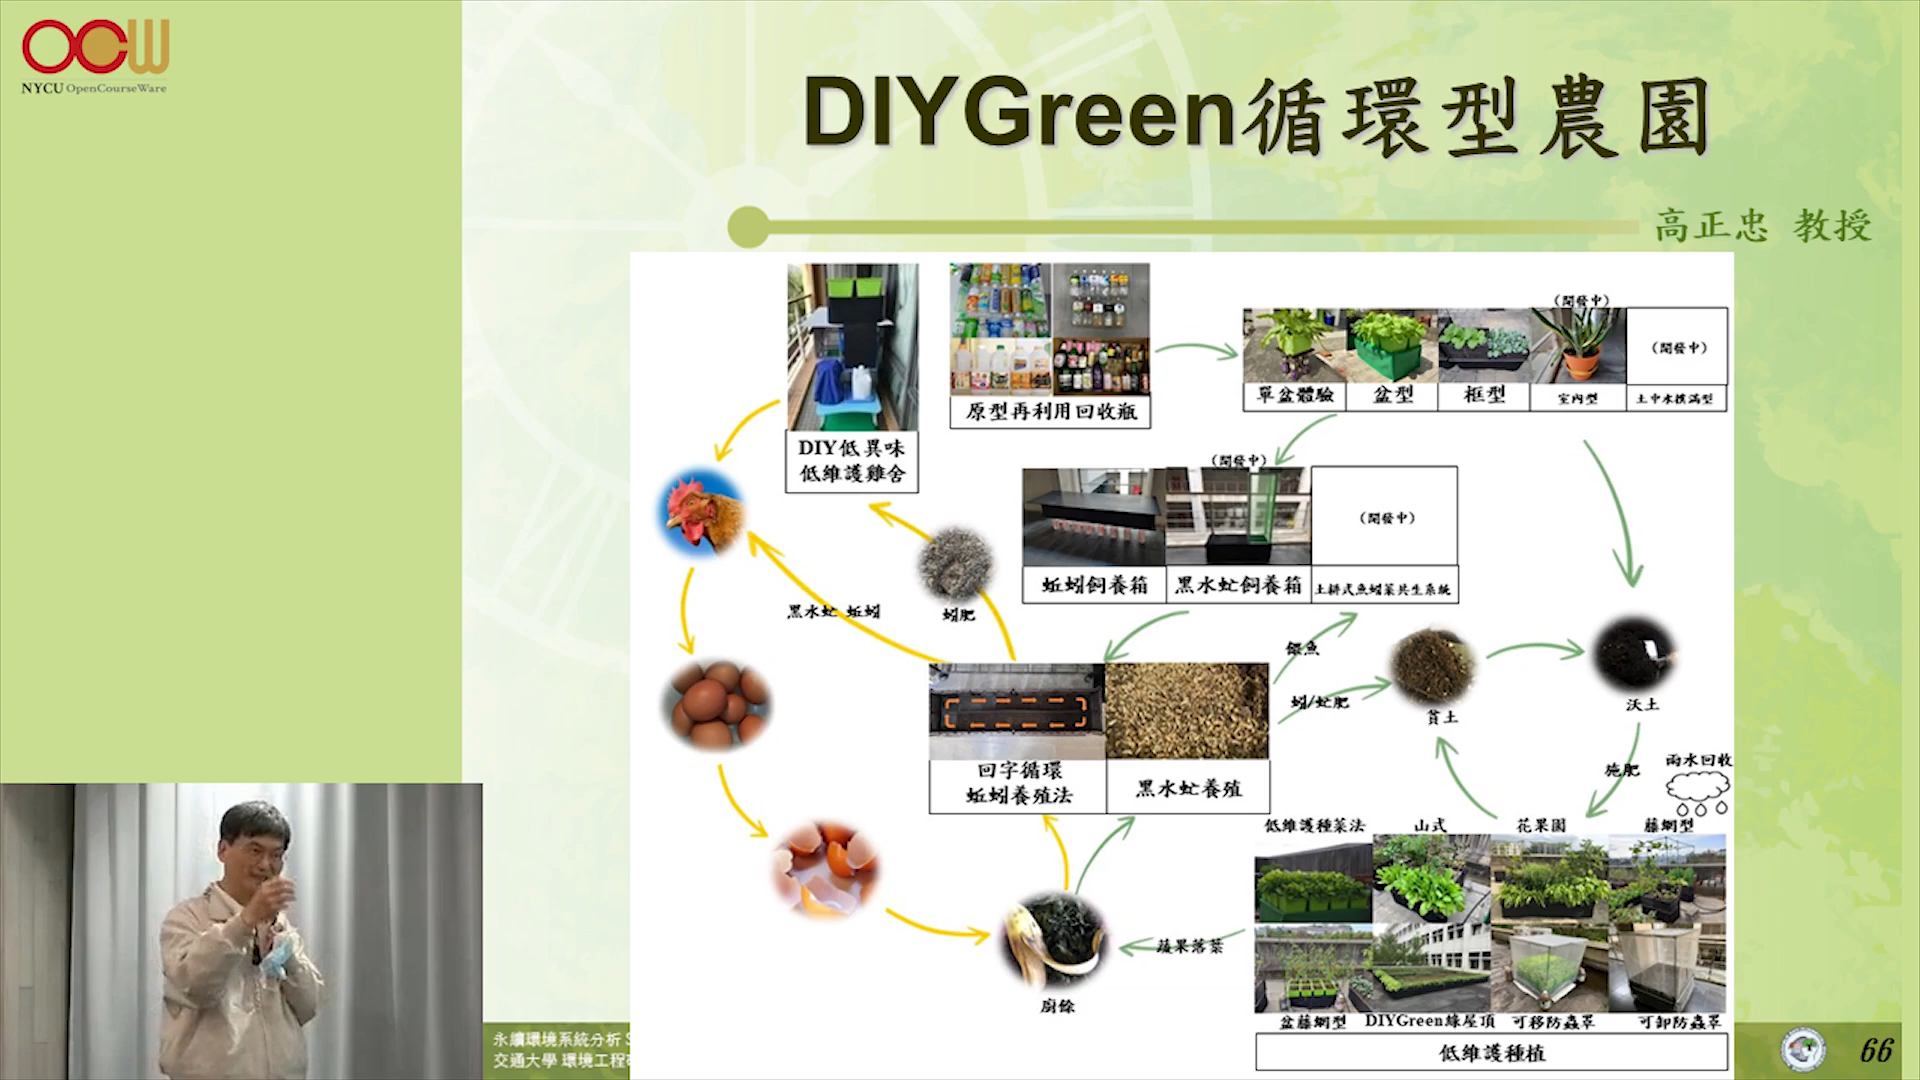 OCW
NYCU OpenCourseWare
DIYGreen循環型農園
高正忠 教授
原型再利用回收瓶
DIY低異味
低維護雞舍
(開發中)
(開發中)
單盆體驗
盆型
框型
室內型
土中水撲滿型
(開發中)
(開發中)
蚯蚓飼養箱
黑水虻飼養箱
土耕式魚蚓菜共生系統
黑水虻 蚯蚓
蚓肥
餵魚
蚓/虻肥
貧土
沃土
施肥
雨水回收
回字循環
蚯蚓養殖法
黑水虻養殖
低維護種菜法
山式
花果園
藤網型
蔬果落葉
廚餘
盆藤網型
DIYGreen綠屋頂
可移防蟲罩
可卸防蟲罩
低維護種植
永續環境系統分析 S
交通大學 環境工程
66